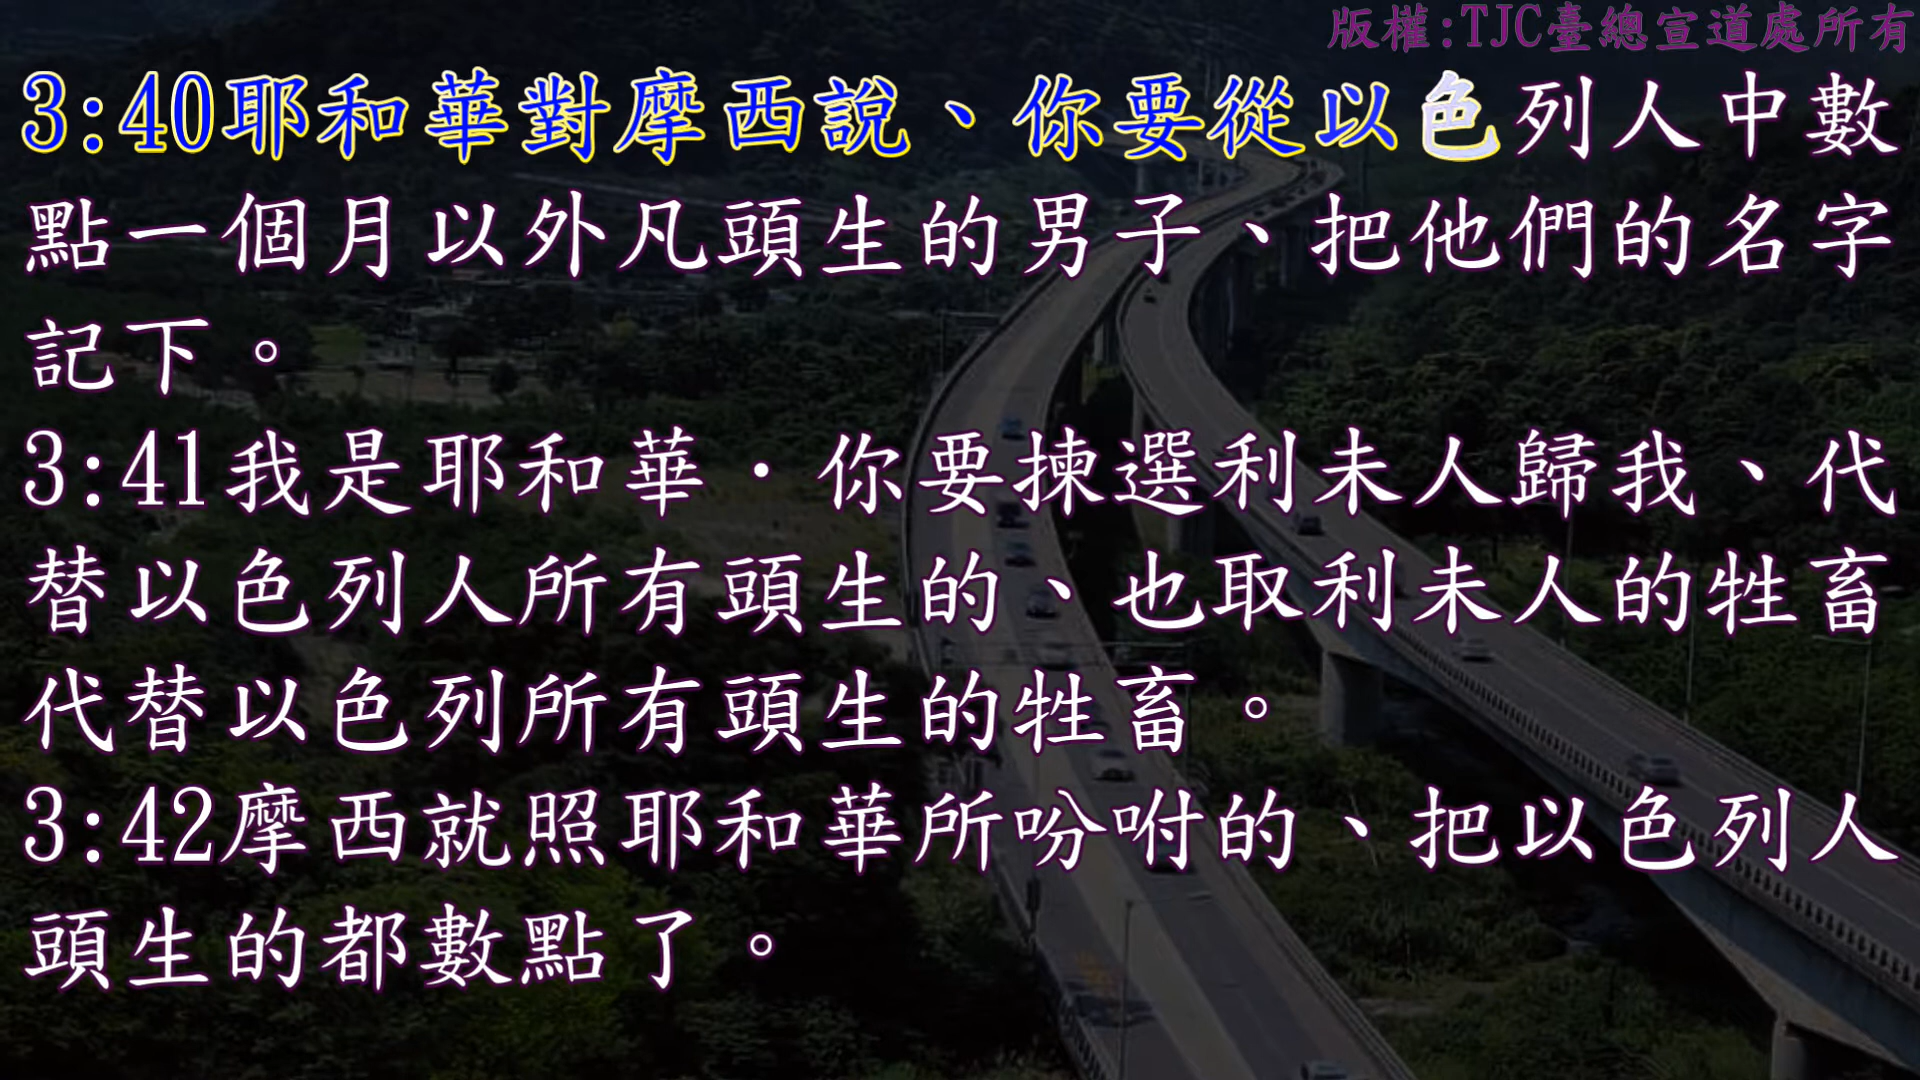 版權:TJC臺總宣道處所有
3:40耶和華對摩西說、你要從以色列人中數
點一個月以外凡頭生的男子、把他們的名字
記下。
3:41我是耶和華．你要揀選利未人歸我、代
替以色列人所有頭生的、也取利未人的牲畜
代替以色列所有頭生的牲畜。
3:42摩西就照耶和華所吩咐的、把以色列人
頭生的都數點了。